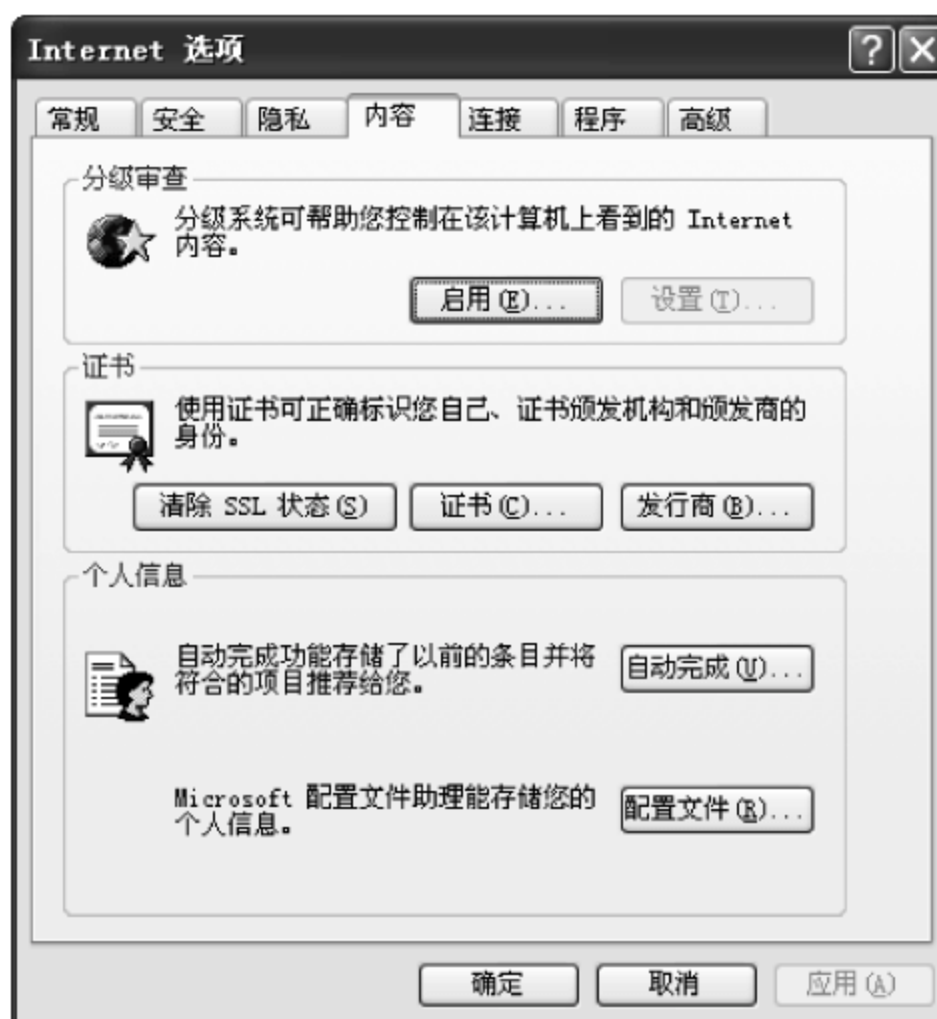 Internet 选项
常规 安全 隐私 内容 连接 程序 高级
分级审查
分级系统可帮助您控制在该计算机上看到的 Internet
内容。
启用(E)... 设置(T)...
证书
使用证书可正确标识您自己、证书颁发机构和颁发商的
身份。
清除 SSL 状态(S) 证书(C)... 发行商(B)...
个人信息
自动完成功能存储了以前的条目并将
符合的项目推荐给您。
自动完成(U)...
Microsoft 配置文件助理能存储您的
个人信息。
配置文件(R)...
确定 取消 应用(A)